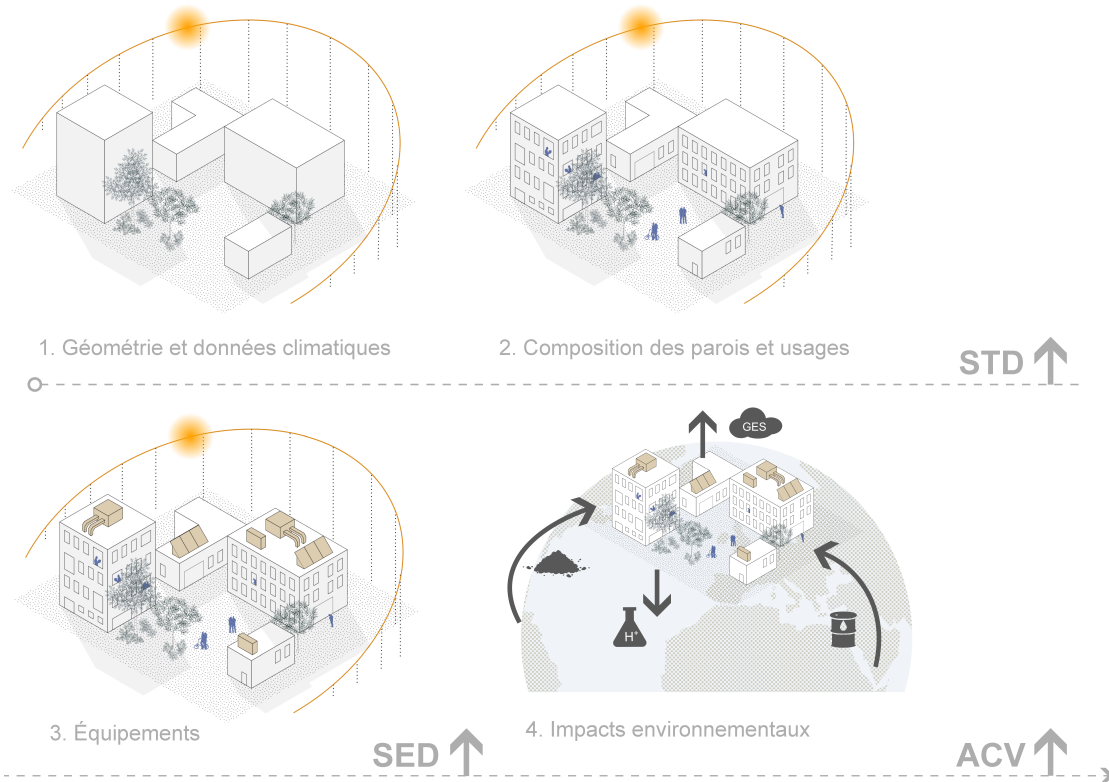 1. Géométrie et données climatiques
2. Composition des parois et usages
STD
GES
H+
3. Équipements
SED
4. Impacts environnementaux
ACV